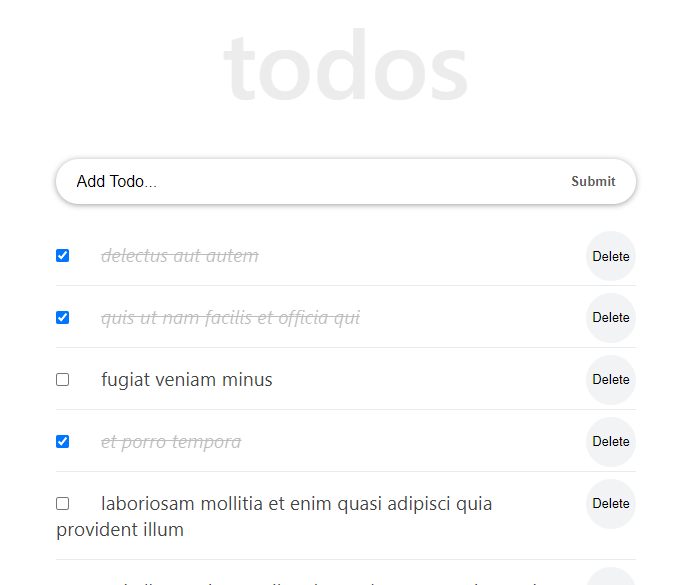 todos
Add Todo... Submit
delectus aut autem Delete
quis ut nam facilis et officia qui Delete
fugiat veniam minus Delete
et porro tempora Delete
laboriosam mollitia et enim quasi adipisci quia Delete
provident illum